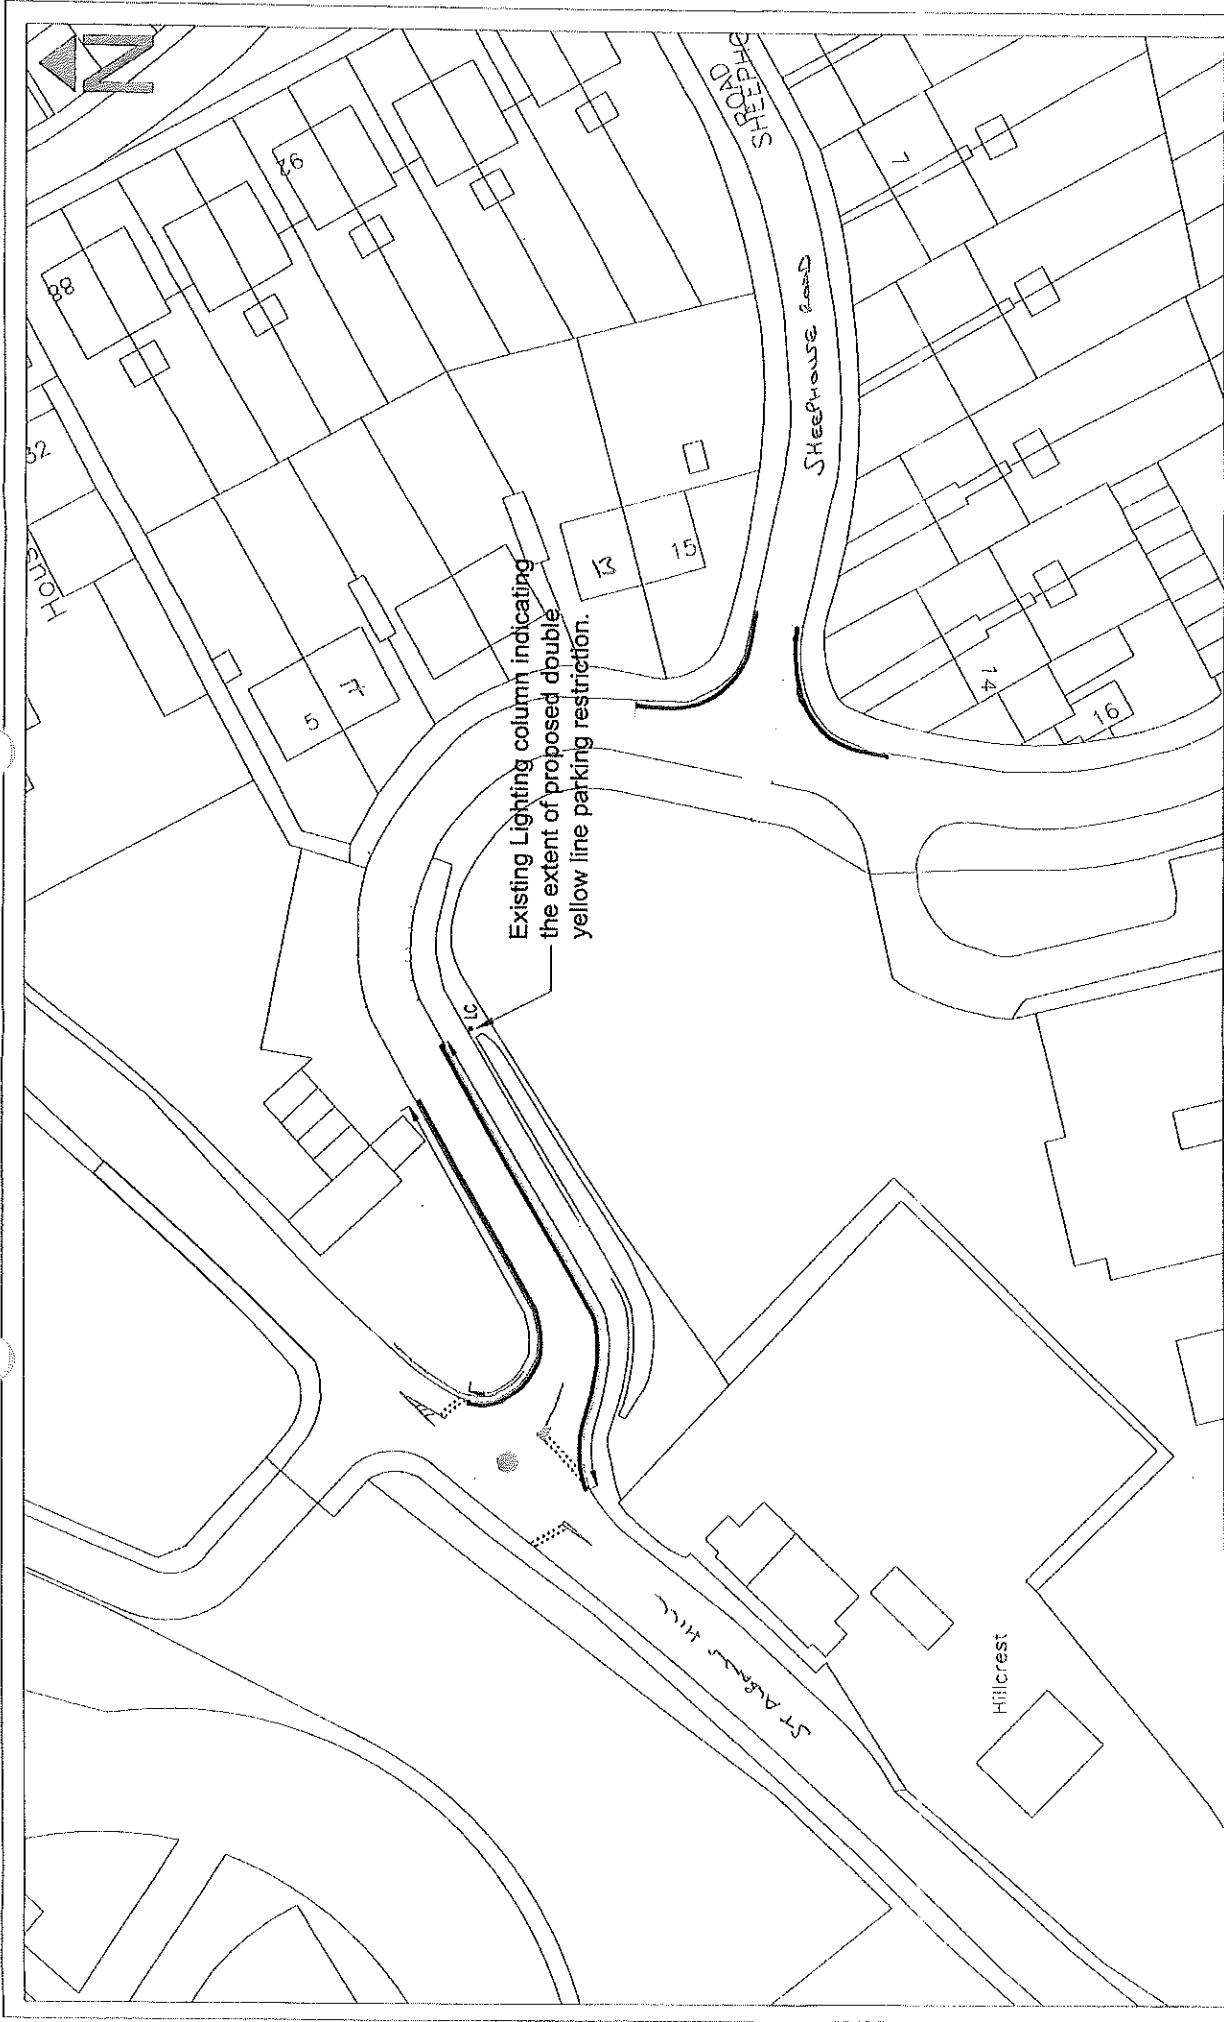 N
88
92
32
Hous
ROAD
SHEEPHO
7
SHEEPHOUSE ROAD
5
7
13
15
14
16
Existing Lighting column indicating
the extent of proposed double
yellow line parking restriction.
LC
ST ALBANS HILL
Hillcrest